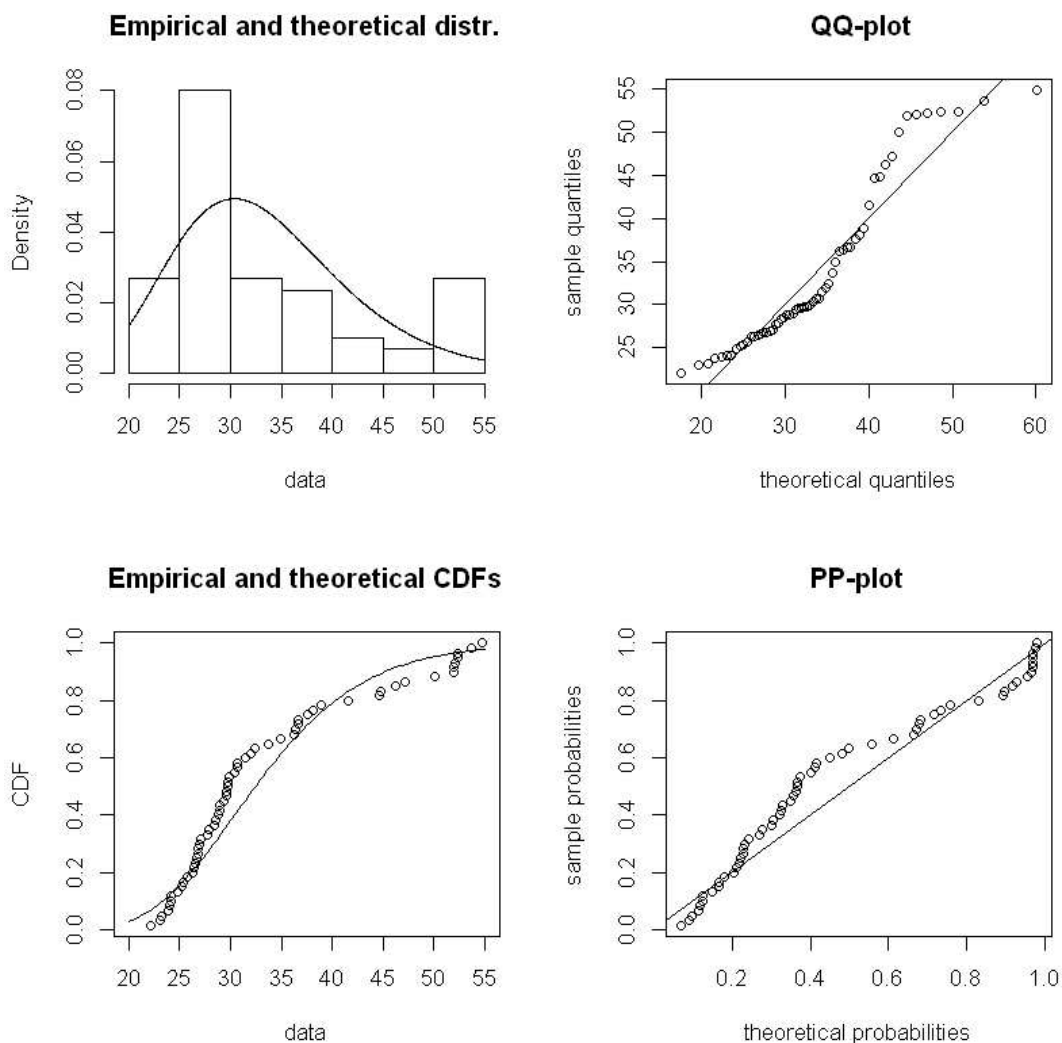 Empirical and theoretical distr.
Density
0.00 0.02 0.04 0.06 0.08
20 25 30 35 40 45 50 55
data
QQ-plot
sample quantiles
25 30 35 40 45 50 55
20 30 40 50 60
theoretical quantiles
Empirical and theoretical CDFs
CDF
0.0 0.2 0.4 0.6 0.8 1.0
20 25 30 35 40 45 50 55
data
PP-plot
sample probabilities
0.0 0.2 0.4 0.6 0.8 1.0
0.2 0.4 0.6 0.8 1.0
theoretical probabilities